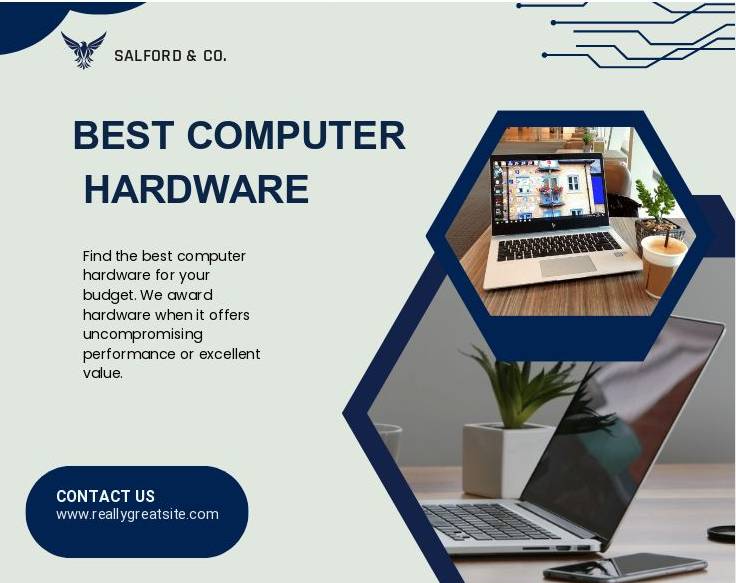 SALFORD & CO.
BEST COMPUTER
HARDWARE
Find the best computer
hardware for your
budget. We award
hardware when it offers
uncompromising
performance or excellent
value.
CONTACT US
www.reallygreatsite.com